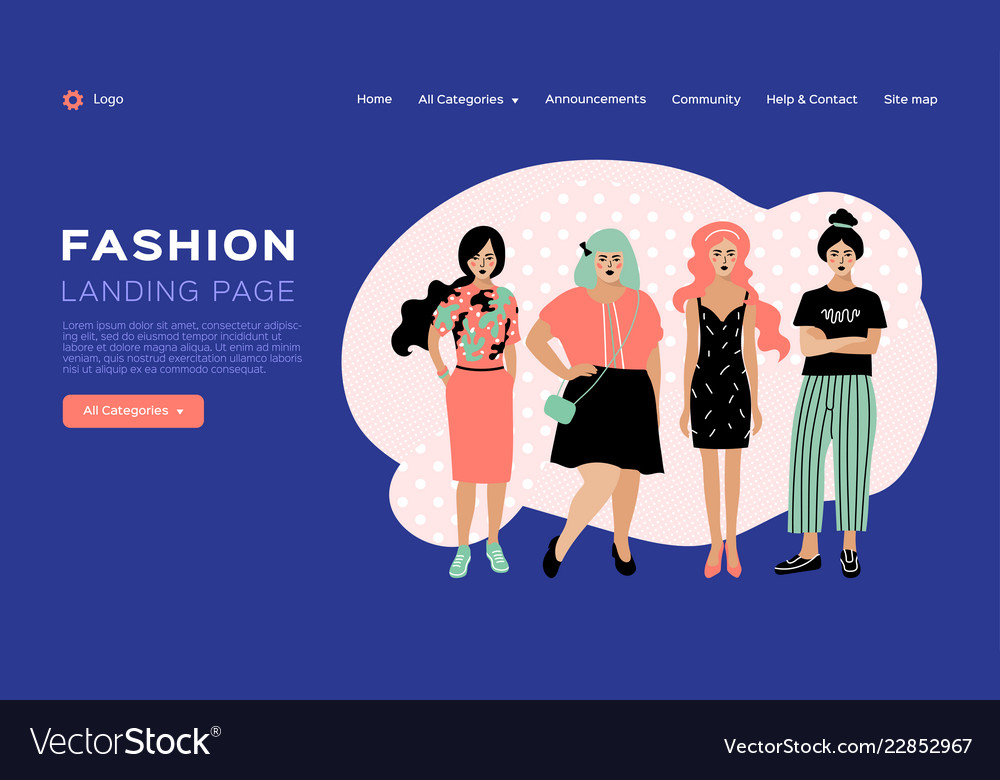 Logo
Home All Categories ▼ Announcements Community Help & Contact Site map
FASHION
LANDING PAGE
Lorem ipsum dolor sit amet, consectetur adipisc-
ing elit, sed do eiusmod tempor incididunt ut
labore et dolore magna aliqua. Ut enim ad minim
veniam, quis nostrud exercitation ullamco laboris
nisi ut aliquip ex ea commodo consequat.
All Categories ▼
VectorStock®
VectorStock.com/22852967